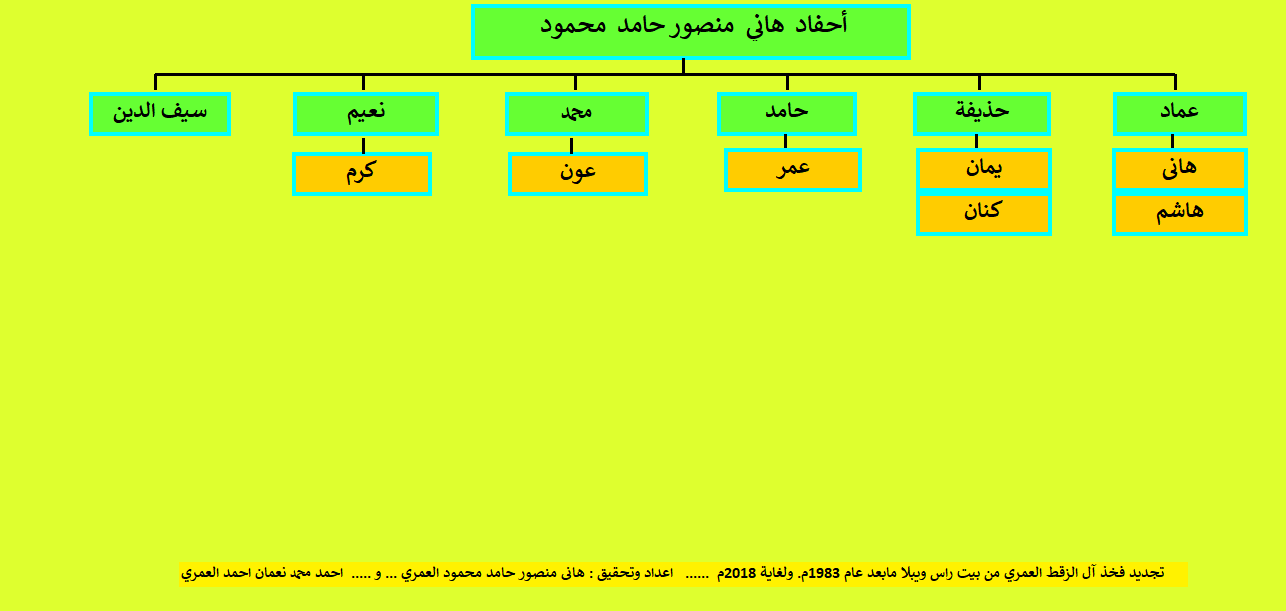 أحفاد هاني منصور حامد محمود
عماد
حذيفة
حامد
محمد
نعيم
سيف الدين
هانى
يمان
عمر
عون
كرم
هاشم
كنان
تجديد فخذ آل الزقط العمري من بيت راس ويبلا مابعد عام 1983م. ولغاية 2018م ...... اعداد وتحقيق : هانى منصور حامد محمود العمري ... و ..... احمد محمد نعمان احمد العمري